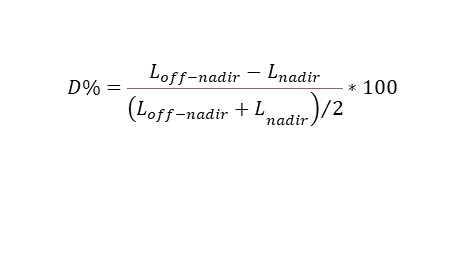 D% = (L_off−nadir − L_nadir) / ((L_off−nadir + L_nadir)/2) * 100